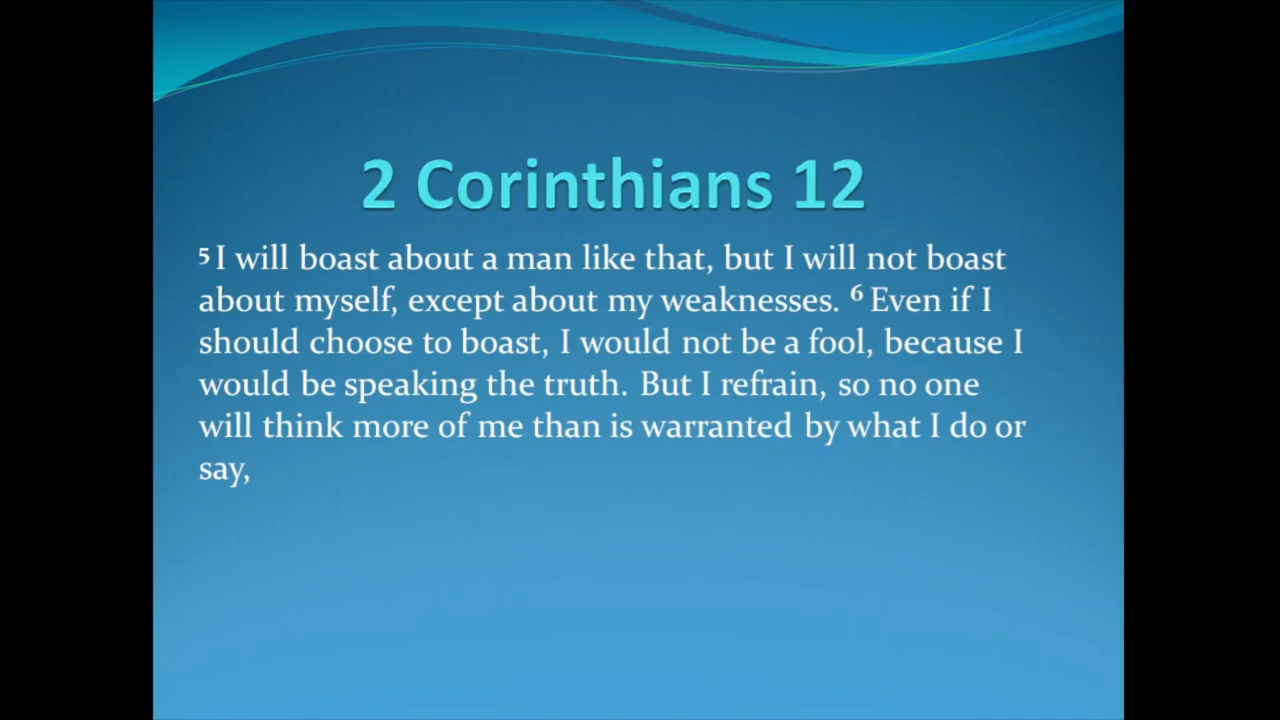 2 Corinthians 12
⁵ I will boast about a man like that, but I will not boast
about myself, except about my weaknesses. ⁶ Even if I
should choose to boast, I would not be a fool, because I
would be speaking the truth. But I refrain, so no one
will think more of me than is warranted by what I do or
say,